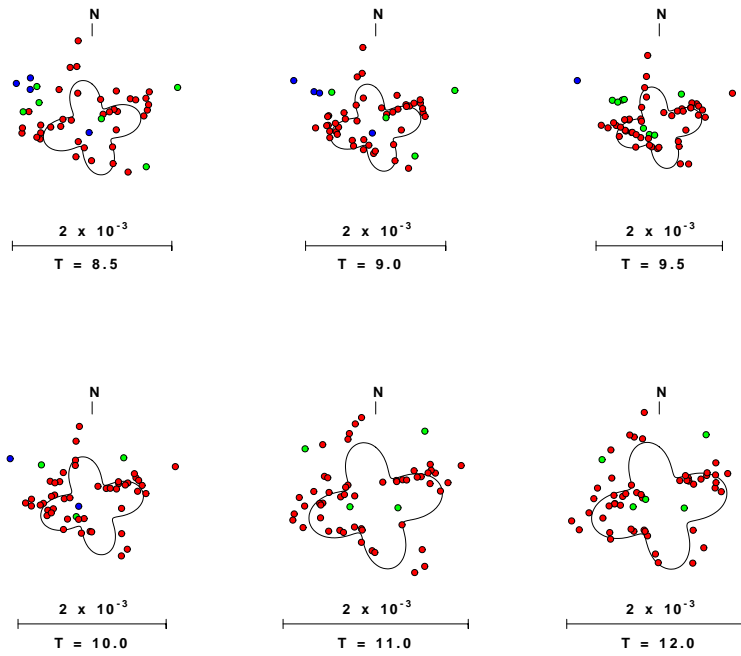 N N N
2 x 10^-3 2 x 10^-3 2 x 10^-3
T = 8.5 T = 9.0 T = 9.5
N N N
2 x 10^-3 2 x 10^-3 2 x 10^-3
T = 10.0 T = 11.0 T = 12.0